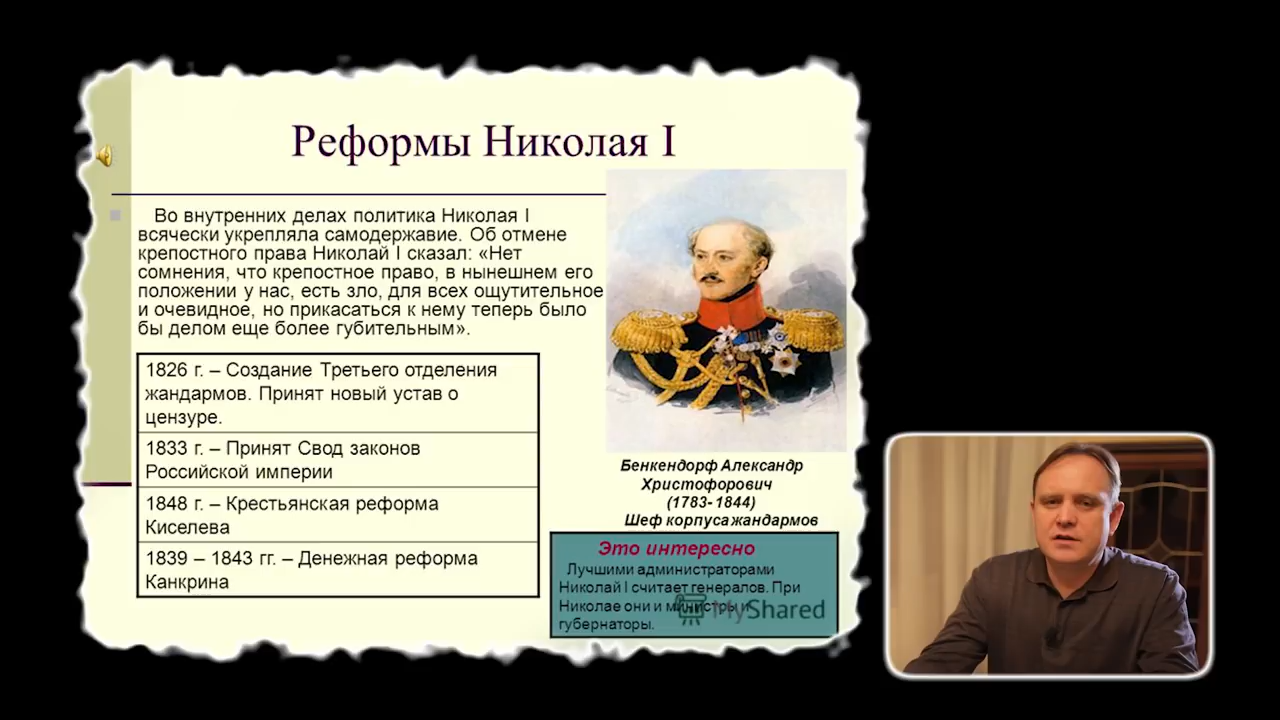 Реформы Николая I
Во внутренних делах политика Николая I
всячески укрепляла самодержавие. Об отмене
крепостного права Николай I сказал: «Нет
сомнения, что крепостное право, в нынешнем его
положении у нас, есть зло, для всех ощутительное
и очевидное, но прикасаться к нему теперь было
бы делом еще более губительным».
1826 г. – Создание Третьего отделения
жандармов. Принят новый устав о
цензуре.
1833 г. – Принят Свод законов
Российской империи
1848 г. – Крестьянская реформа
Киселева
1839 – 1843 гг. – Денежная реформа
Канкрина
Бенкендорф Александр
Христофорович
(1783- 1844)
Шеф корпуса жандармов
Это интересно
Лучшими администраторами
Николай I считает генералов. При
Николае они и министры и
губернаторы.
MyShared